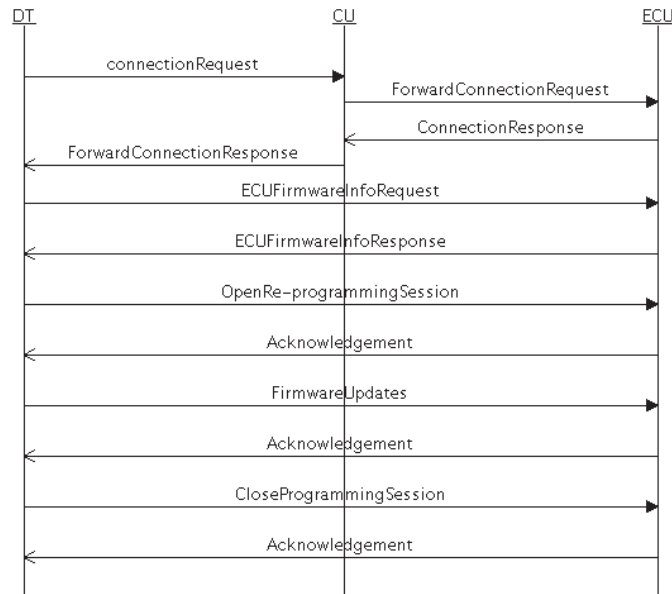 DT CU ECU
connectionRequest
ForwardConnectionRequest
ConnectionResponse
ForwardConnectionResponse
ECUFirmwareInfoRequest
ECUFirmwareInfoResponse
OpenRe-programmingSession
Acknowledgement
FirmwareUpdates
Acknowledgement
CloseProgrammingSession
Acknowledgement